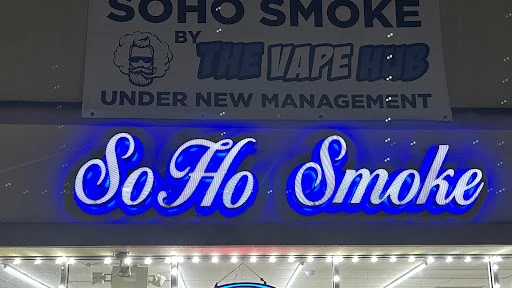 SOHO SMOKE
BY
THE VAPE HUB
UNDER NEW MANAGEMENT
SoHo Smoke